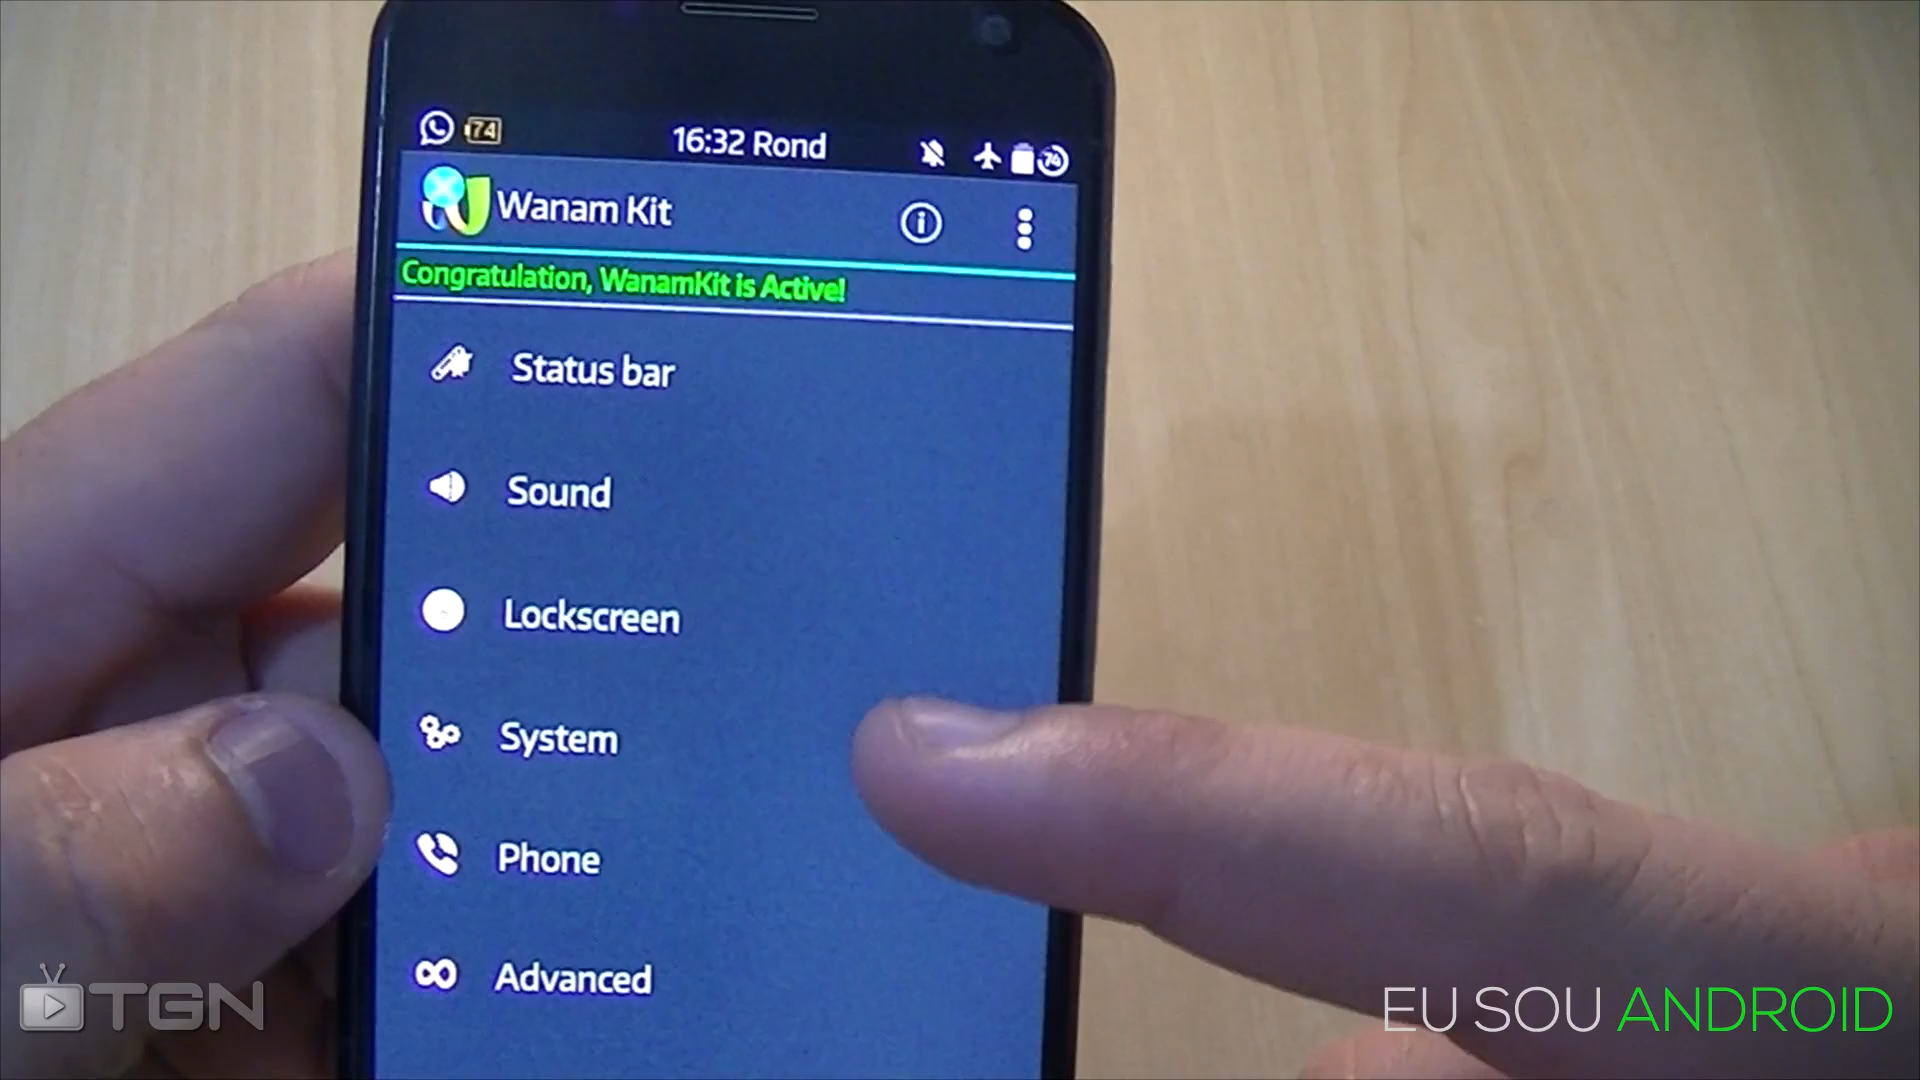 74
16:32 Rond
74
Wanam Kit
Congratulation, WanamKit is Active!
Status bar
Sound
Lockscreen
System
Phone
Advanced
TGN
EU SOU ANDROID